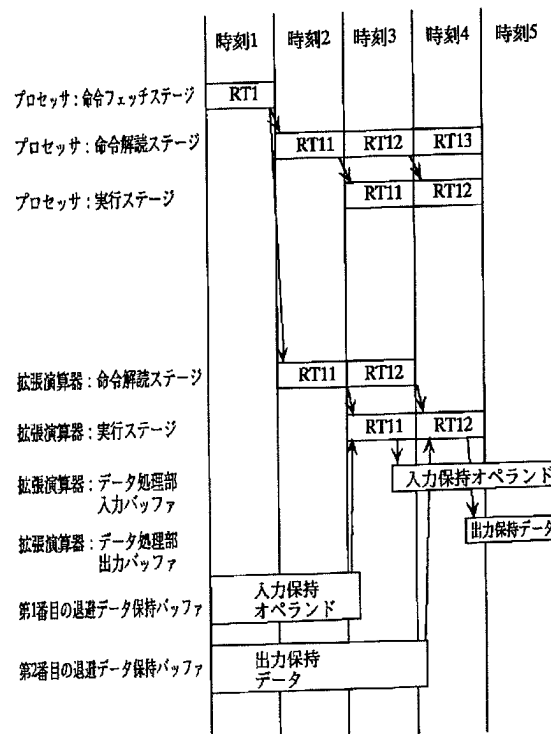 時刻1 時刻2 時刻3 時刻4 時刻5
プロセッサ：命令フェッチステージ RT1
プロセッサ：命令解読ステージ RT11 RT12 RT13
プロセッサ：実行ステージ RT11 RT12
拡張演算器：命令解読ステージ RT11 RT12
拡張演算器：実行ステージ RT11 RT12
拡張演算器：データ処理部
入力バッファ
入力保持オペランド
拡張演算器：データ処理部
出力バッファ
出力保持データ
第1番目の退避データ保持バッファ
入力保持
オペランド
第2番目の退避データ保持バッファ
出力保持
データ